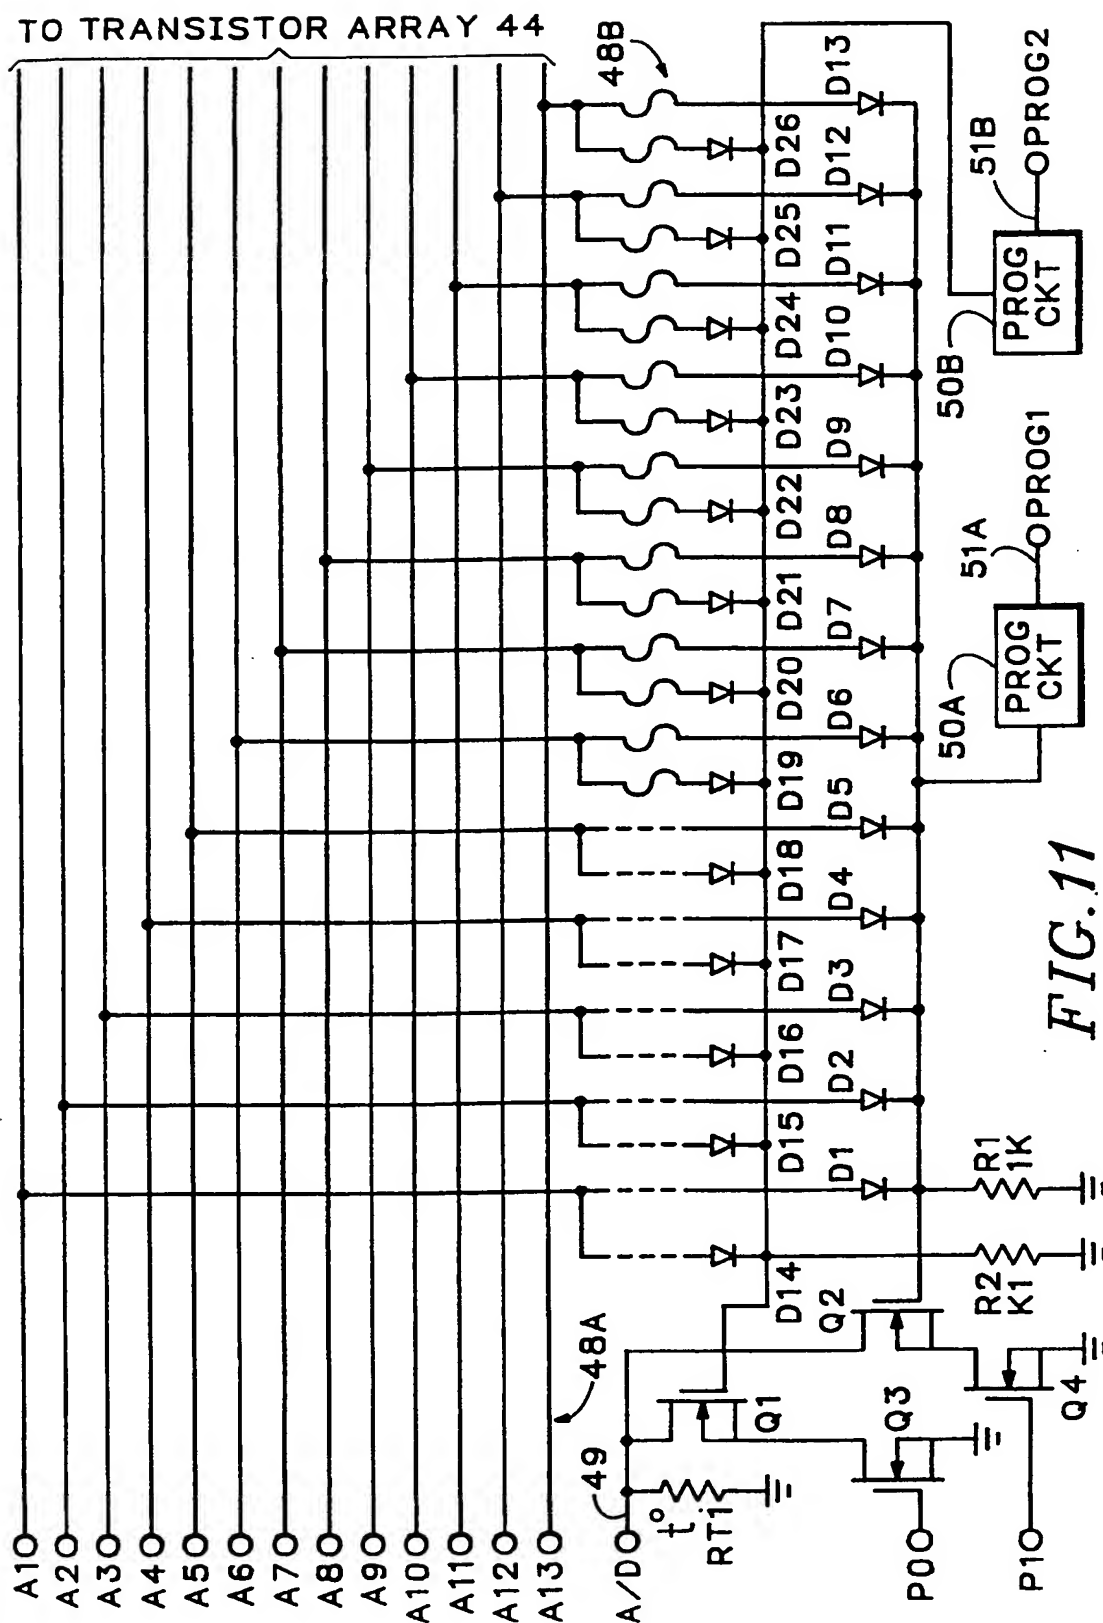 TO TRANSISTOR ARRAY 44
A1
A2
A3
A4
A5
A6
A7
A8
A9
A10
A11
A12
A13
48A
48B
A/D
49
t°
RT1
Q1
Q2
Q3
Q4
P0
P1
D14
D15
D16
D17
D18
D19
D20
D21
D22
D23
D24
D25
D26
D1
D2
D3
D4
D5
D6
D7
D8
D9
D10
D11
D12
D13
R2
K1
R1
1K
50A
PROG
CKT
51A
PROG1
50B
PROG
CKT
51B
PROG2
FIG. 11